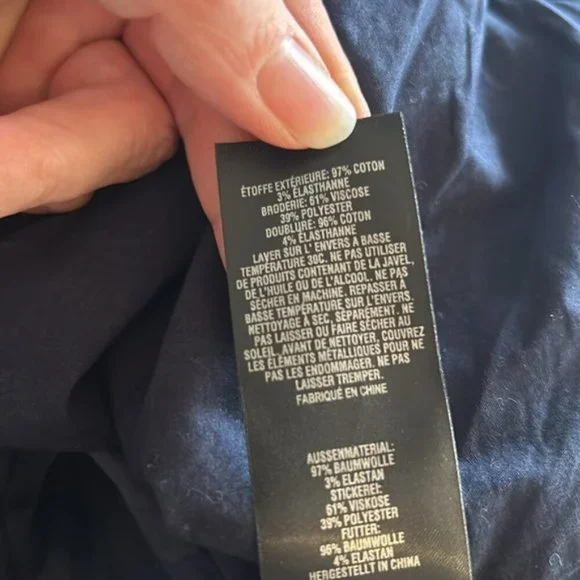 ÉTOFFE EXTÉRIEURE: 97% COTON
3% ÉLASTHANNE
BRODERIE: 61% VISCOSE
39% POLYESTER
DOUBLURE: 96% COTON
4% ÉLASTHANNE
LAVER SUR L' ENVERS A BASSE
TEMPÉRATURE 30C. NE PAS UTILISER
DE PRODUITS CONTENANT DE LA JAVEL,
DE L'HUILE OU DE L'ALCOOL. NE PAS
SÉCHER EN MACHINE. REPASSER À
BASSE TEMPÉRATURE SUR L'ENVERS.
NETTOYAGE À SEC, SÉPARÉMENT. NE
PAS LAISSER OU FAIRE SÉCHER AU
SOLEIL. AVANT DE NETTOYER, COUVREZ
LES ÉLÉMENTS MÉTALLIQUES POUR NE
PAS LES ENDOMMAGER. NE PAS
LAISSER TREMPER.
FABRIQUÉ EN CHINE
AUSSENMATERIAL:
97% BAUMWOLLE
3% ELASTAN
STICKEREI:
61% VISKOSE
39% POLYESTER
FUTTER:
96% BAUMWOLLE
4% ELASTAN
HERGESTELLT IN CHINA